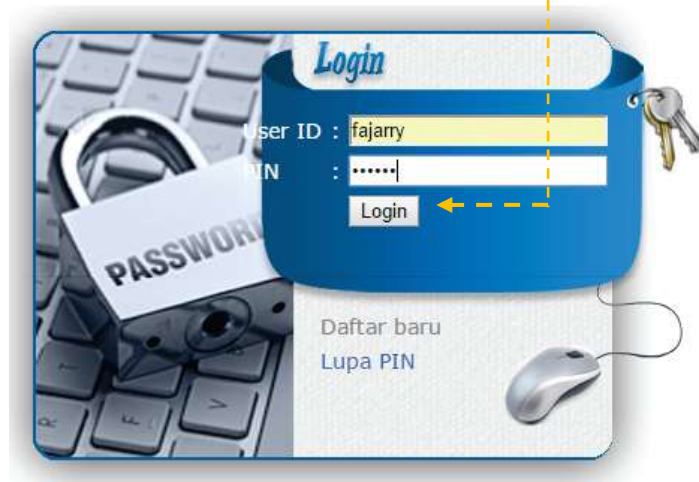 Login
User ID : fajarry
PIN : ••••••
Login
PASSWORD
Daftar baru
Lupa PIN